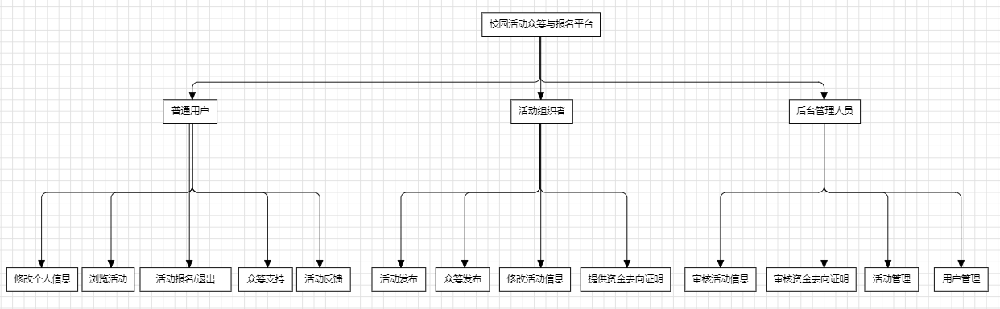 校园活动众筹与报名平台
普通用户
活动组织者
后台管理人员
修改个人信息
浏览活动
活动报名/退出
众筹支持
活动反馈
活动发布
众筹发布
修改活动信息
提供资金去向证明
审核活动信息
审核资金去向证明
活动管理
用户管理